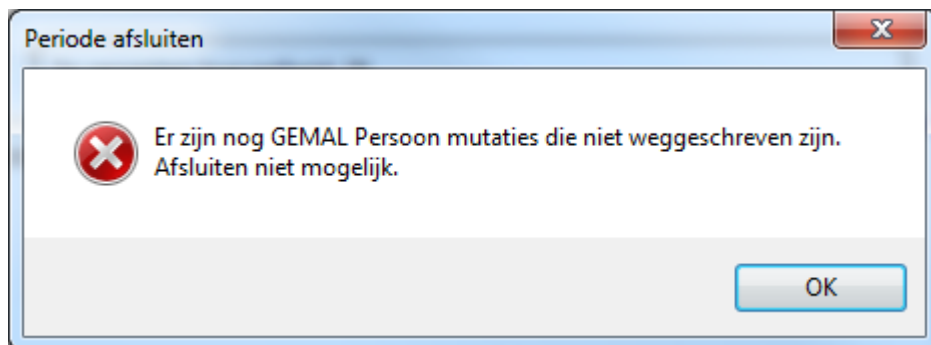 Periode afsluiten
Er zijn nog GEMAL Persoon mutaties die niet weggeschreven zijn.
Afsluiten niet mogelijk.
OK